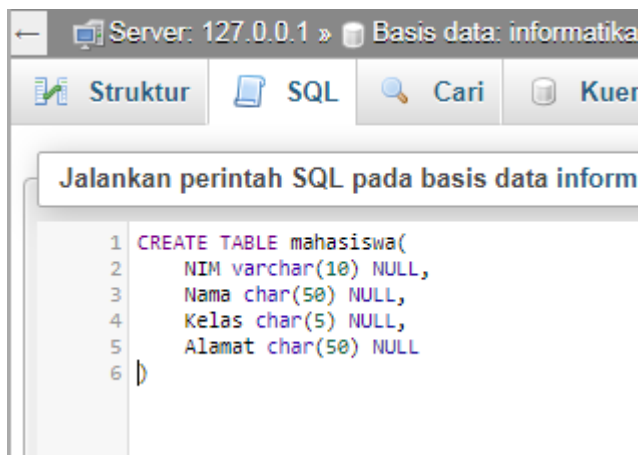 Server: 127.0.0.1 » Basis data: informatika
Struktur SQL Cari
Jalankan perintah SQL pada basis data
1 CREATE TABLE mahasiswa(
2 NIM varchar(10) NULL,
3 Nama char(50) NULL,
4 Kelas char(5) NULL,
5 Alamat char(50) NULL
6 )